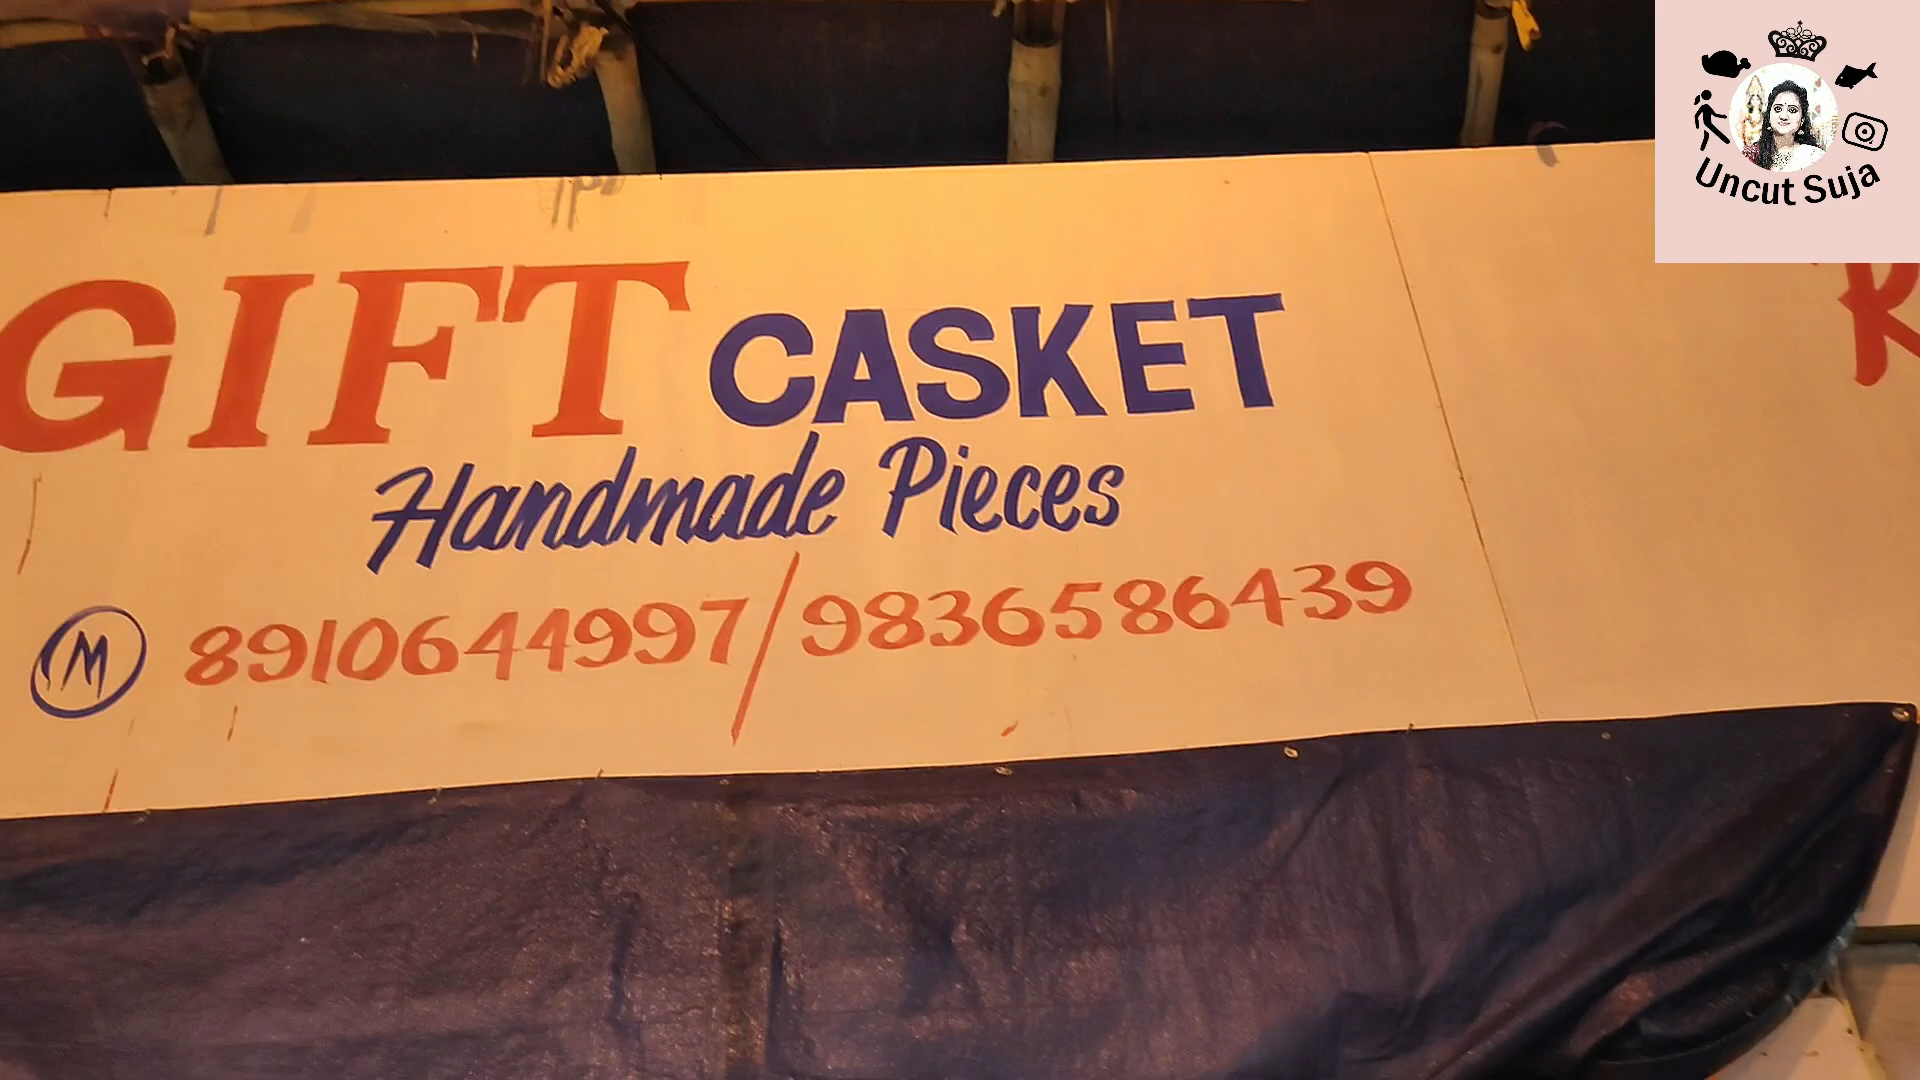 GIFT CASKET
Handmade Pieces
M 8910644997/9836586439
Uncut Suja